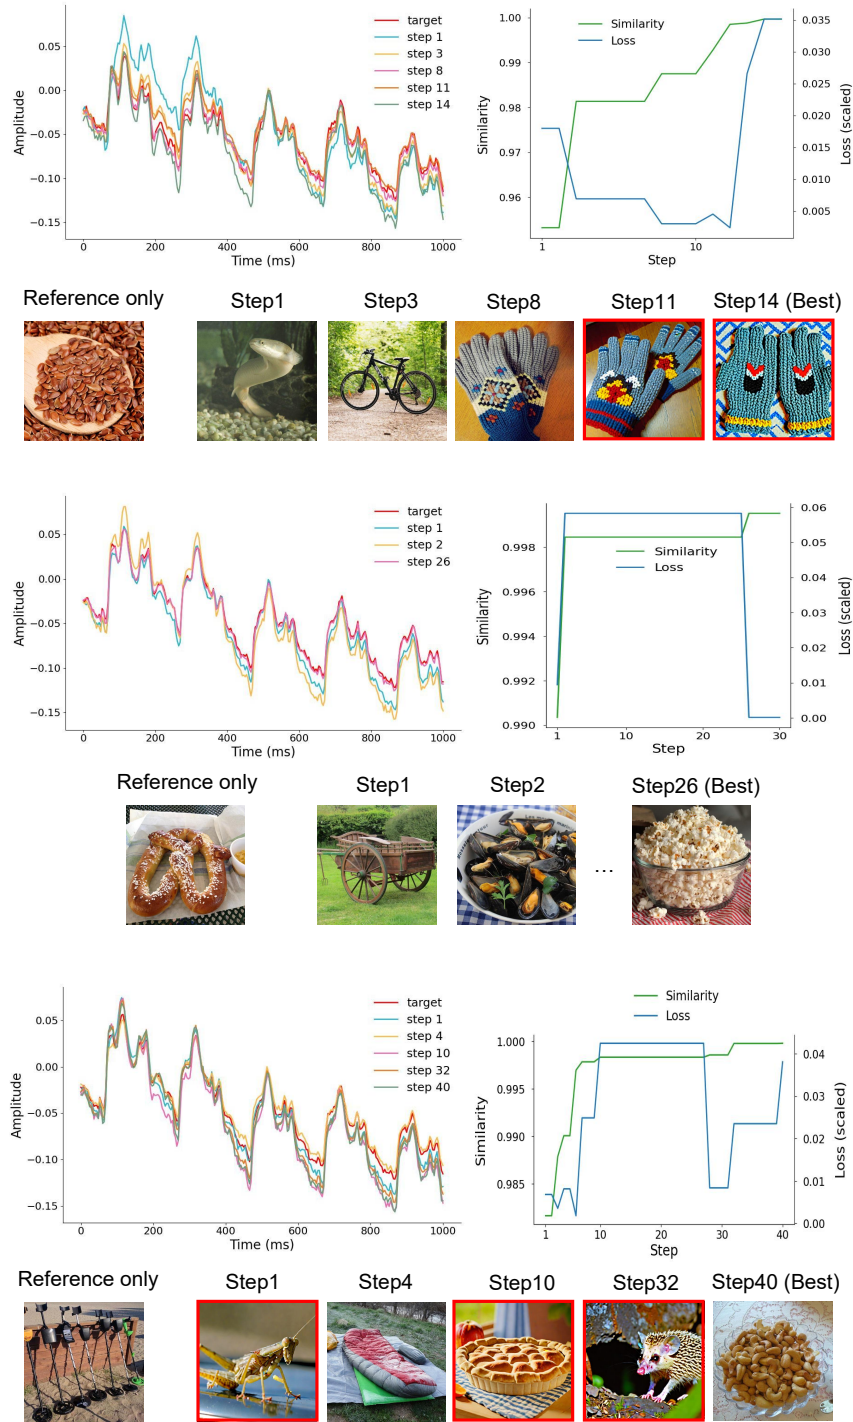 target
step 1
step 3
step 8
step 11
step 14
0.05
0.00
−0.05
−0.10
−0.15
Amplitude
0 200 400 600 800 1000
Time (ms)
Similarity
Loss
1.00
0.99
0.98
0.97
0.96
Similarity
0.035
0.030
0.025
0.020
0.015
0.010
0.005
Loss (scaled)
1 10
Step
Reference only Step1 Step3 Step8 Step11 Step14 (Best)
target
step 1
step 2
step 26
0.05
0.00
−0.05
−0.10
−0.15
Amplitude
0 200 400 600 800 1000
Time (ms)
Similarity
Loss
0.998
0.996
0.994
0.992
0.990
Similarity
0.06
0.05
0.04
0.03
0.02
0.01
0.00
Loss (scaled)
1 10 20 30
Step
Reference only Step1 Step2 Step26 (Best)
...
target
step 1
step 4
step 10
step 32
step 40
0.05
0.00
−0.05
−0.10
−0.15
Amplitude
0 200 400 600 800 1000
Time (ms)
Similarity
Loss
1.000
0.995
0.990
0.985
Similarity
0.04
0.03
0.02
0.01
0.00
Loss (scaled)
1 10 20 30 40
Step
Reference only Step1 Step4 Step10 Step32 Step40 (Best)